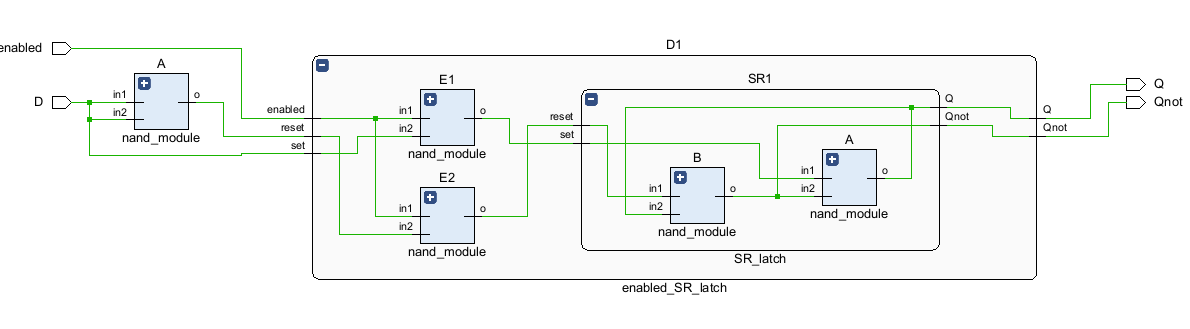 enabled
D
A
in1
in2
o
nand_module
D1
enabled
reset
set
E1
in1
in2
o
nand_module
E2
in1
in2
o
nand_module
SR1
reset
set
B
in1
in2
o
nand_module
A
in1
in2
o
nand_module
Q
Qnot
SR_latch
Q
Qnot
enabled_SR_latch
Q
Qnot